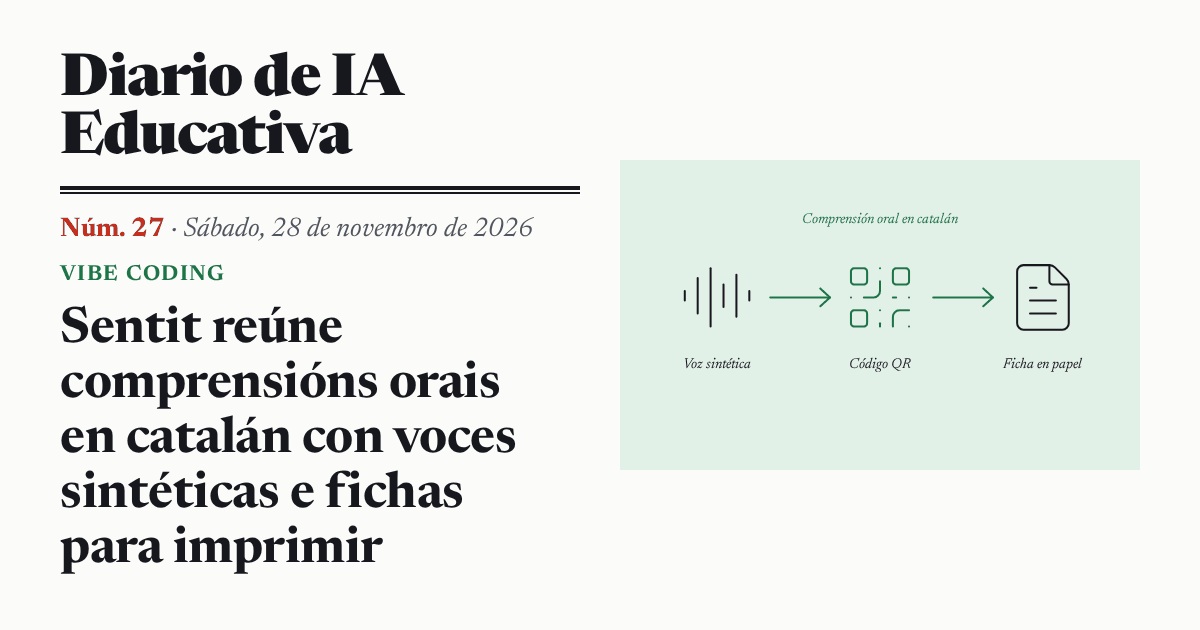 Diario de IA
Educativa
Núm. 27 · Sábado, 28 de novembro de 2026
VIBE CODING
Sentit reúne
comprensións orais
en catalán con voces
sintéticas e fichas
para imprimir
Comprensión oral en catalán
Voz sintética
Código QR
Ficha en papel